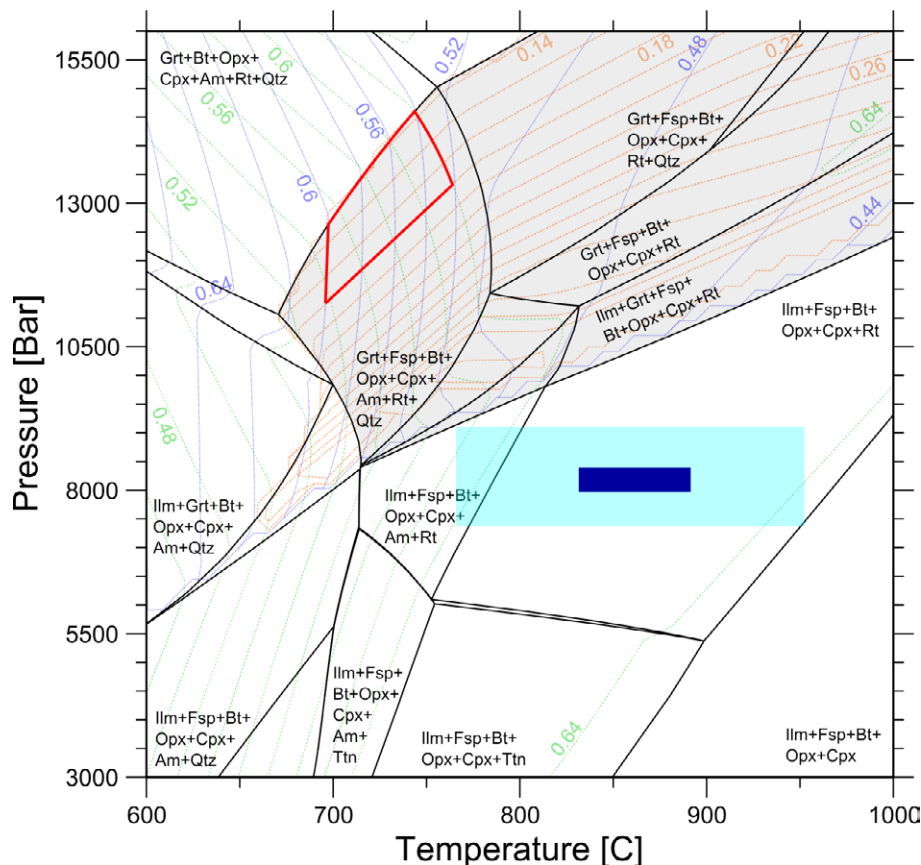 15500
13000
10500
8000
5500
3000
Pressure [Bar]
600
700
800
900
1000
Temperature [C]
Grt+Bt+Opx+
Cpx+Am+Rt+Qtz
0.6
0.56
0.52
0.48
0.52
0.56
0.6
0.64
0.14
0.18
0.48
0.22
0.26
0.64
0.44
Grt+Fsp+Bt+
Opx+Cpx+
Rt+Qtz
Grt+Fsp+Bt+
Opx+Cpx+Rt
Ilm+Grt+Fsp+
Bt+Opx+Cpx+Rt
Ilm+Fsp+Bt+
Opx+Cpx+Rt
Grt+Fsp+Bt+
Opx+Cpx+
Am+Rt+
Qtz
Ilm+Grt+Bt+
Opx+Cpx+
Am+Qtz
Ilm+Fsp+Bt+
Opx+Cpx+
Am+Rt
Ilm+Fsp+Bt+
Opx+Cpx+
Am+Qtz
Ilm+Fsp+
Bt+Opx+
Cpx+
Am+
Ttn
Ilm+Fsp+Bt+
Opx+Cpx+Ttn
0.64
Ilm+Fsp+Bt+
Opx+Cpx